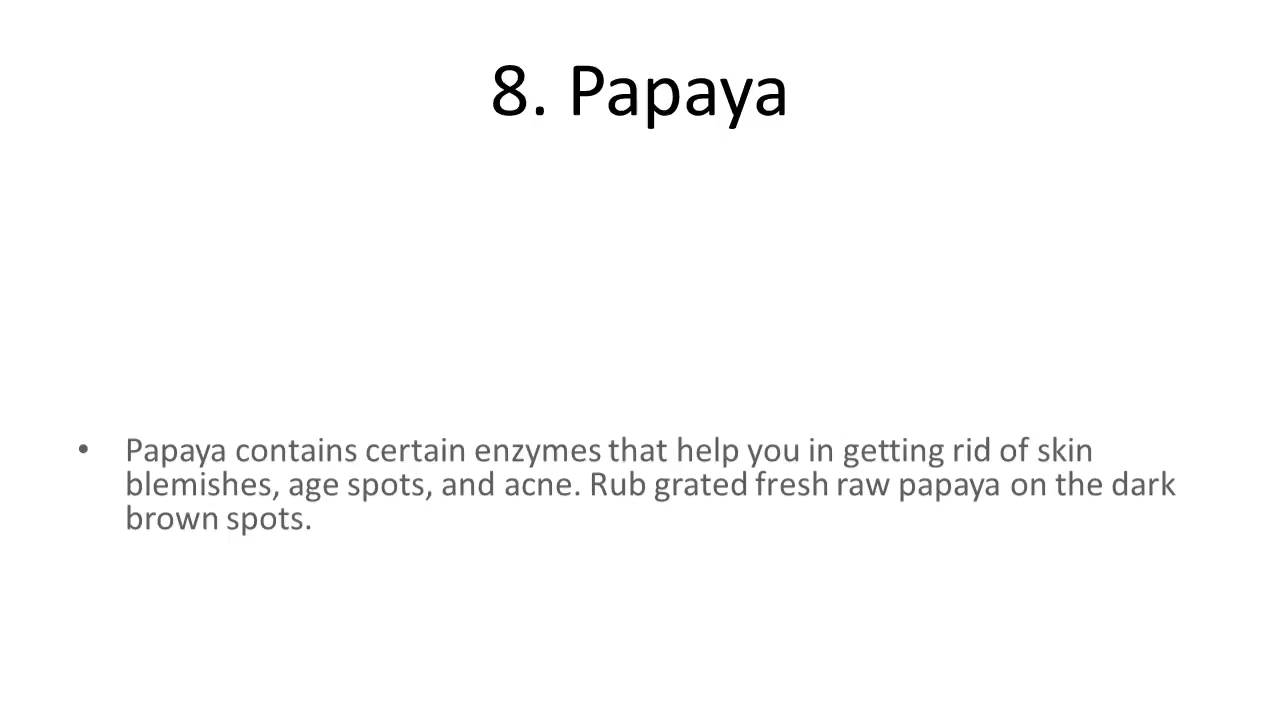 8. Papaya
• Papaya contains certain enzymes that help you in getting rid of skin
blemishes, age spots, and acne. Rub grated fresh raw papaya on the dark
brown spots.